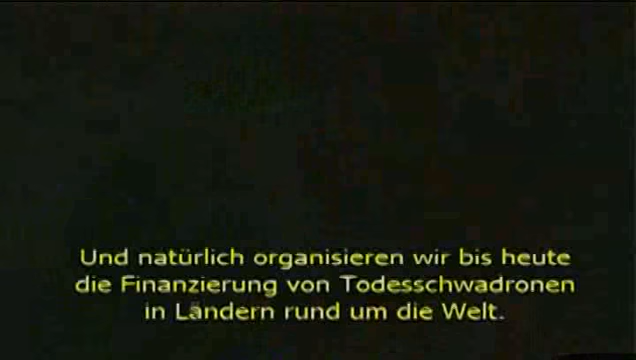 Und natürlich organisieren wir bis heute
die Finanzierung von Todesschwadronen
in Ländern rund um die Welt.